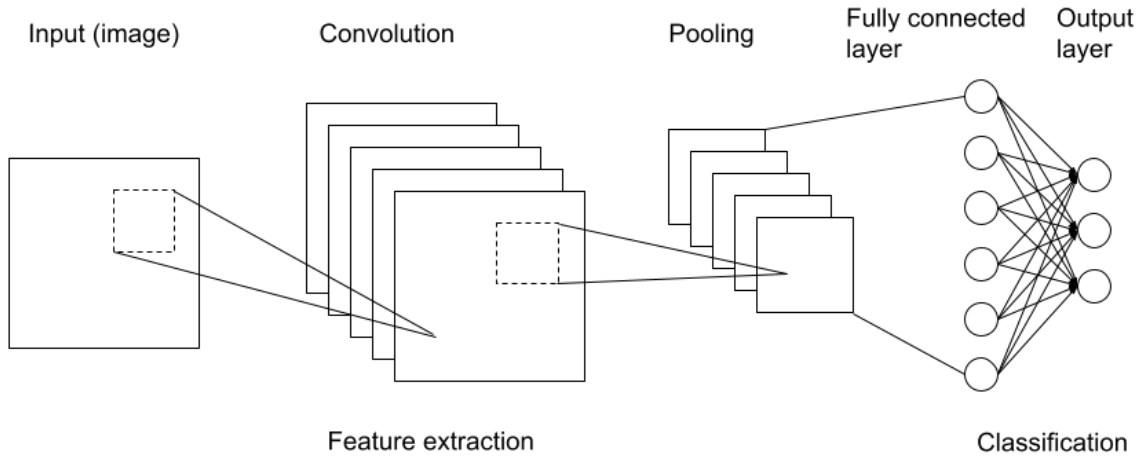 Input (image)
Convolution
Pooling
Fully connected
layer
Output
layer
Feature extraction
Classification